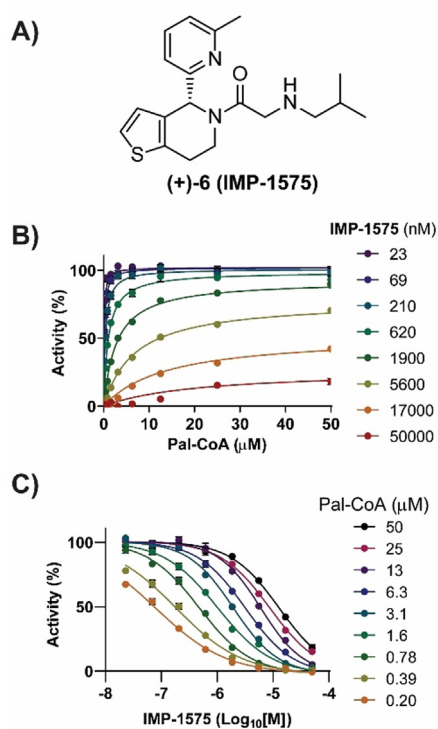 A)
N
O
H
N
N
S
(+)-6 (IMP-1575)
B)
IMP-1575 (nM)
Activity (%)
100
50
0
0 10 20 30 40 50
Pal-CoA (μM)
23
69
210
620
1900
5600
17000
50000
C)
Pal-CoA (μM)
Activity (%)
100
50
0
-8 -7 -6 -5 -4
IMP-1575 (Log10[M])
50
25
13
6.3
3.1
1.6
0.78
0.39
0.20